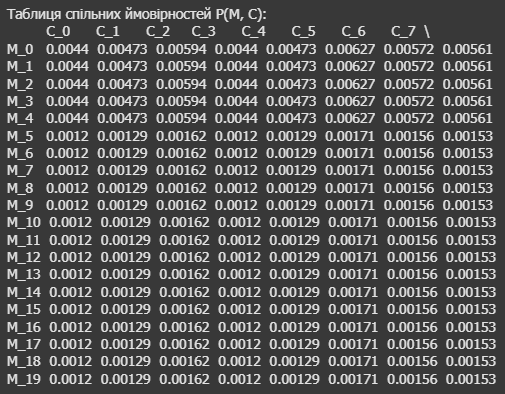 Таблиця спільних ймовірностей P(M, C):
C_0 C_1 C_2 C_3 C_4 C_5 C_6 C_7 \
M_0 0.0044 0.00473 0.00594 0.0044 0.00473 0.00627 0.00572 0.00561
M_1 0.0044 0.00473 0.00594 0.0044 0.00473 0.00627 0.00572 0.00561
M_2 0.0044 0.00473 0.00594 0.0044 0.00473 0.00627 0.00572 0.00561
M_3 0.0044 0.00473 0.00594 0.0044 0.00473 0.00627 0.00572 0.00561
M_4 0.0044 0.00473 0.00594 0.0044 0.00473 0.00627 0.00572 0.00561
M_5 0.0012 0.00129 0.00162 0.0012 0.00129 0.00171 0.00156 0.00153
M_6 0.0012 0.00129 0.00162 0.0012 0.00129 0.00171 0.00156 0.00153
M_7 0.0012 0.00129 0.00162 0.0012 0.00129 0.00171 0.00156 0.00153
M_8 0.0012 0.00129 0.00162 0.0012 0.00129 0.00171 0.00156 0.00153
M_9 0.0012 0.00129 0.00162 0.0012 0.00129 0.00171 0.00156 0.00153
M_10 0.0012 0.00129 0.00162 0.0012 0.00129 0.00171 0.00156 0.00153
M_11 0.0012 0.00129 0.00162 0.0012 0.00129 0.00171 0.00156 0.00153
M_12 0.0012 0.00129 0.00162 0.0012 0.00129 0.00171 0.00156 0.00153
M_13 0.0012 0.00129 0.00162 0.0012 0.00129 0.00171 0.00156 0.00153
M_14 0.0012 0.00129 0.00162 0.0012 0.00129 0.00171 0.00156 0.00153
M_15 0.0012 0.00129 0.00162 0.0012 0.00129 0.00171 0.00156 0.00153
M_16 0.0012 0.00129 0.00162 0.0012 0.00129 0.00171 0.00156 0.00153
M_17 0.0012 0.00129 0.00162 0.0012 0.00129 0.00171 0.00156 0.00153
M_18 0.0012 0.00129 0.00162 0.0012 0.00129 0.00171 0.00156 0.00153
M_19 0.0012 0.00129 0.00162 0.0012 0.00129 0.00171 0.00156 0.00153